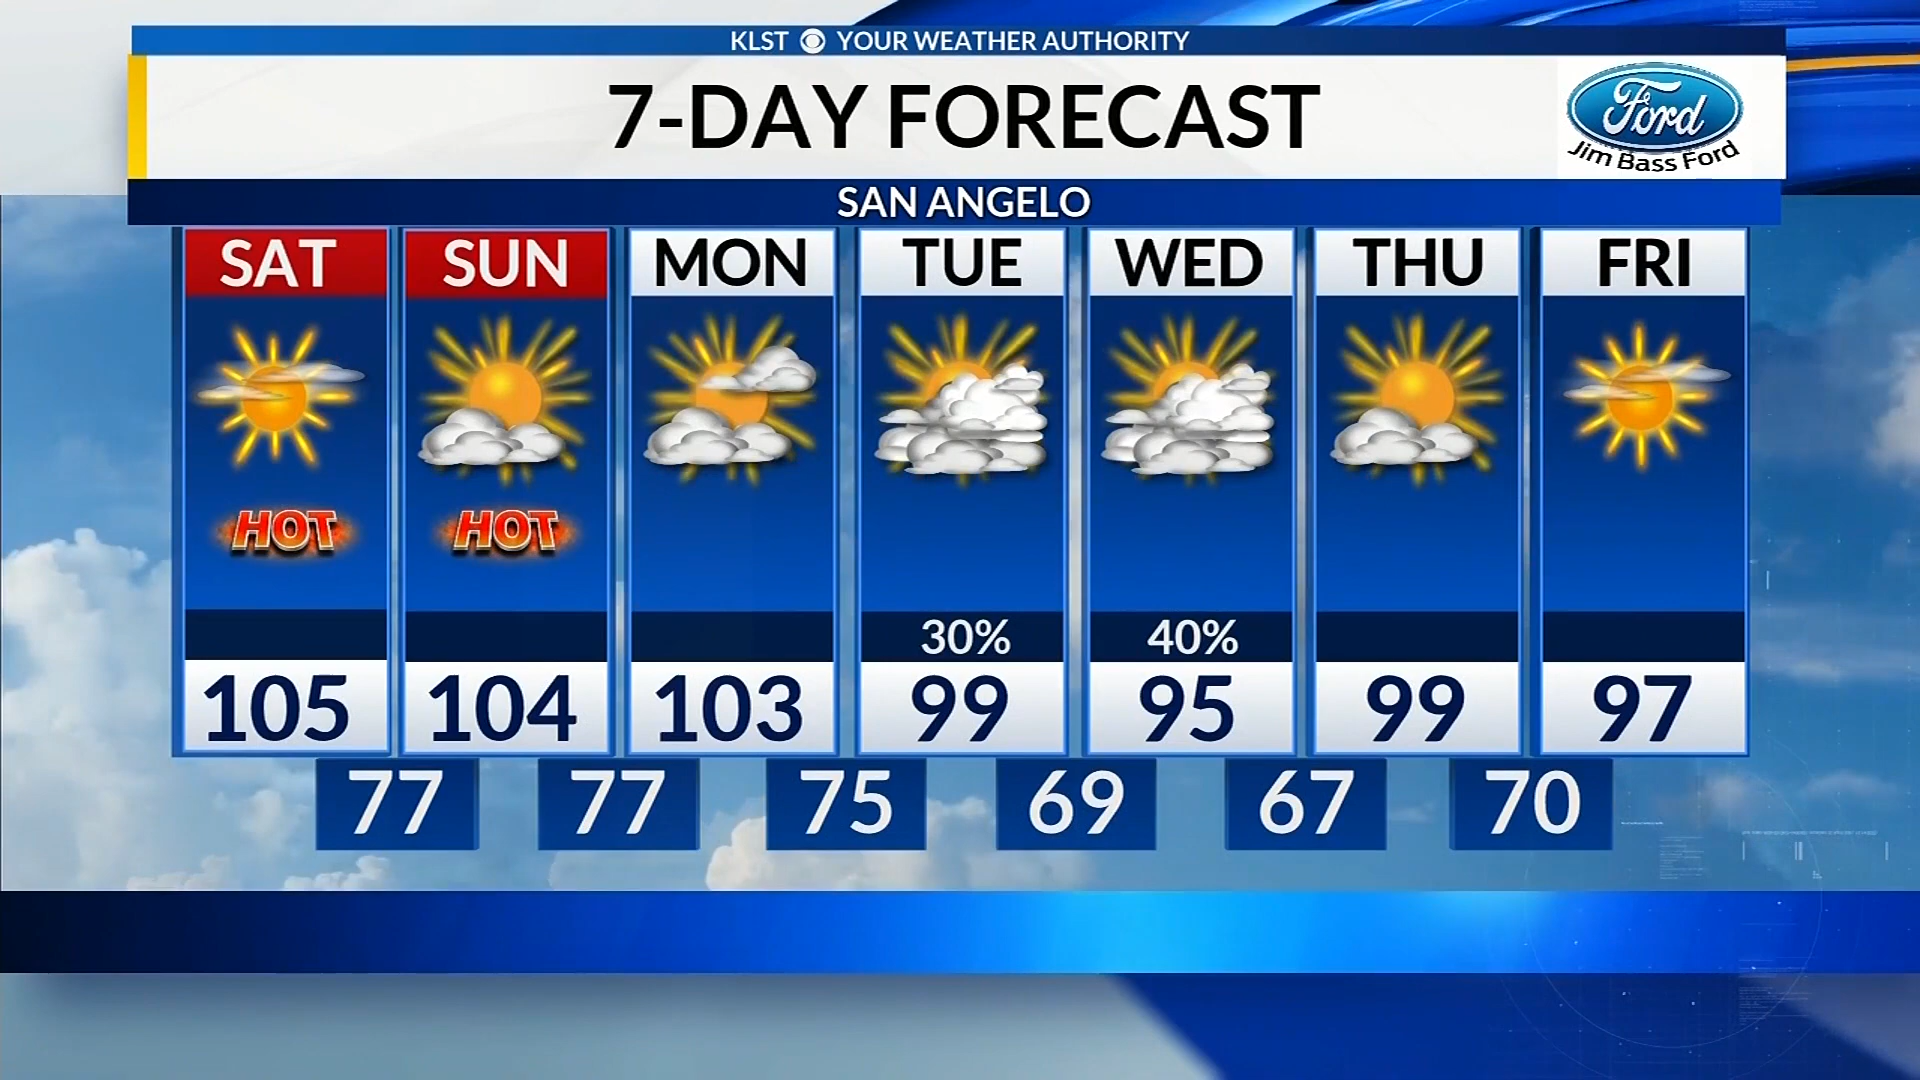 KLST YOUR WEATHER AUTHORITY
7-DAY FORECAST
Ford
Jim Bass Ford
SAN ANGELO
SAT SUN MON TUE WED THU FRI
HOT HOT
30% 40%
105 104 103 99 95 99 97
77 77 75 69 67 70